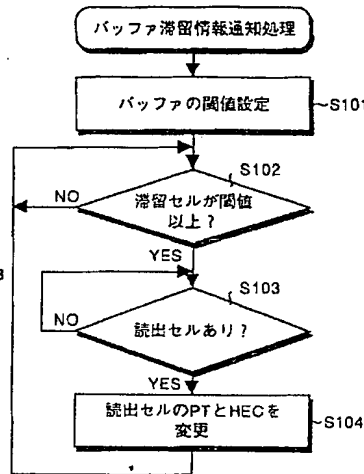 バッファ滞留情報通知処理
バッファの閾値設定
S101
S102
滞留セルが閾値
以上?
NO
YES
S103
読出セルあり?
NO
YES
読出セルのPTとHECを
変更
S104